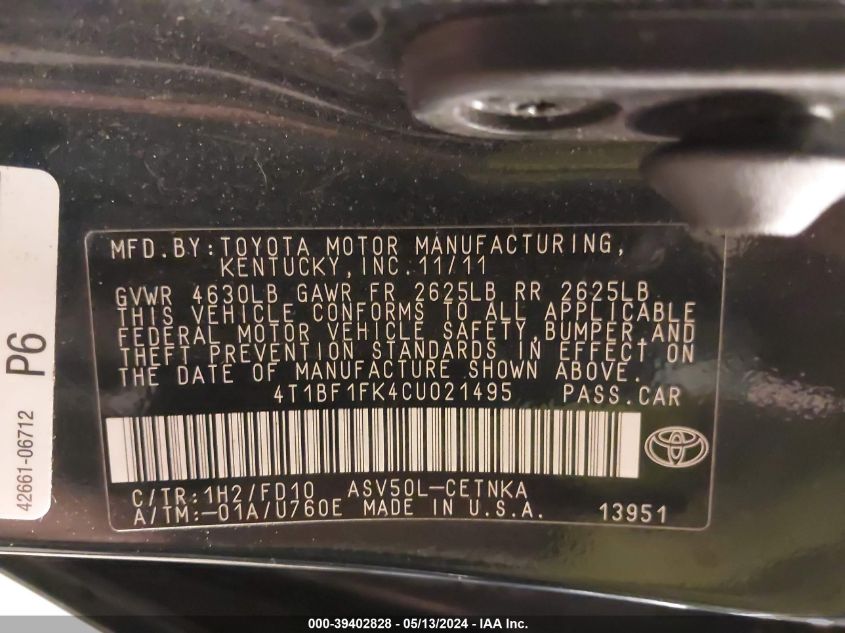 MFD.BY:TOYOTA MOTOR MANUFACTURING,
KENTUCKY,INC.11/11
GVWR 4630LB GAWR FR 2625LB RR 2625LB
THIS VEHICLE CONFORMS TO ALL APPLICABLE
FEDERAL MOTOR VEHICLE SAFETY,BUMPER,AND
THEFT PREVENTION STANDARDS IN EFFECT ON
THE DATE OF MANUFACTURE SHOWN ABOVE.
4T1BF1FK4CU021495 PASS.CAR
C/TR:1H2/FD10 ASV50L-CETNKA
A/TM:-01A/U760E MADE IN U.S.A. 13951
42661-06712 P6
000-39402828 - 05/13/2024 - IAA Inc.